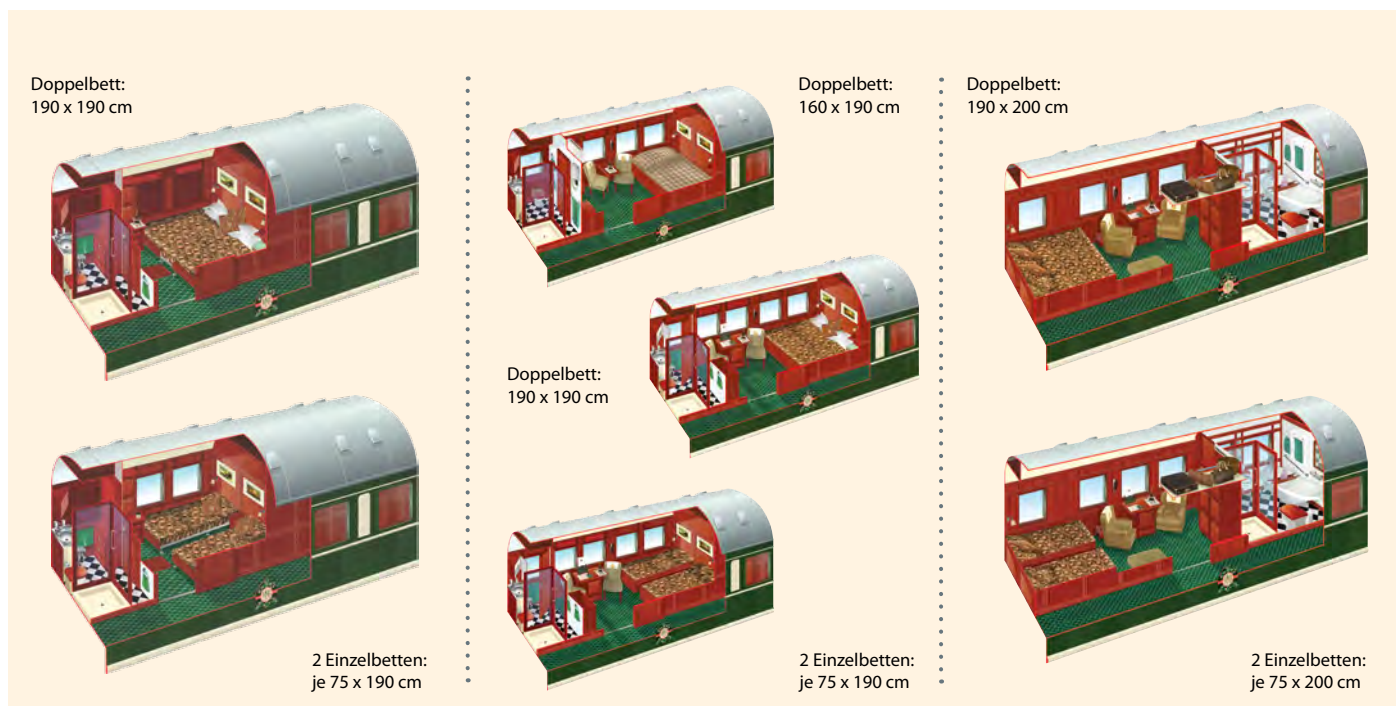 Doppelbett:
190 x 190 cm
2 Einzelbetten:
je 75 x 190 cm
Doppelbett:
160 x 190 cm
Doppelbett:
190 x 190 cm
2 Einzelbetten:
je 75 x 190 cm
Doppelbett:
190 x 200 cm
2 Einzelbetten:
je 75 x 200 cm